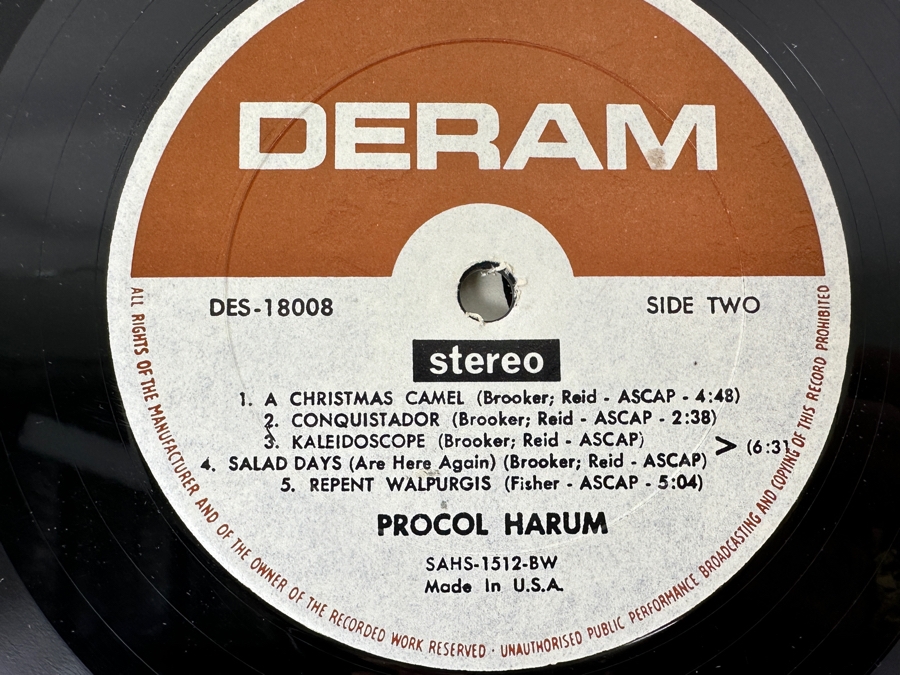 DERAM
DES-18008
SIDE TWO
stereo
1. A CHRISTMAS CAMEL (Brooker; Reid - ASCAP - 4:48)
2. CONQUISTADOR (Brooker; Reid - ASCAP - 2:38)
3. KALEIDOSCOPE (Brooker; Reid - ASCAP)
4. SALAD DAYS (Are Here Again) (Brooker; Reid - ASCAP)
> (6:31
5. REPENT WALPURGIS (Fisher - ASCAP - 5:04)
PROCOL HARUM
SAHS-1512-BW
Made In U.S.A.
ALL RIGHTS OF THE MANUFACTURER AND OF THE OWNER OF THE RECORDED WORK RESERVED · UNAUTHORISED PUBLIC PERFORMANCE BROADCASTING AND COPYING OF THIS RECORD PROHIBITED